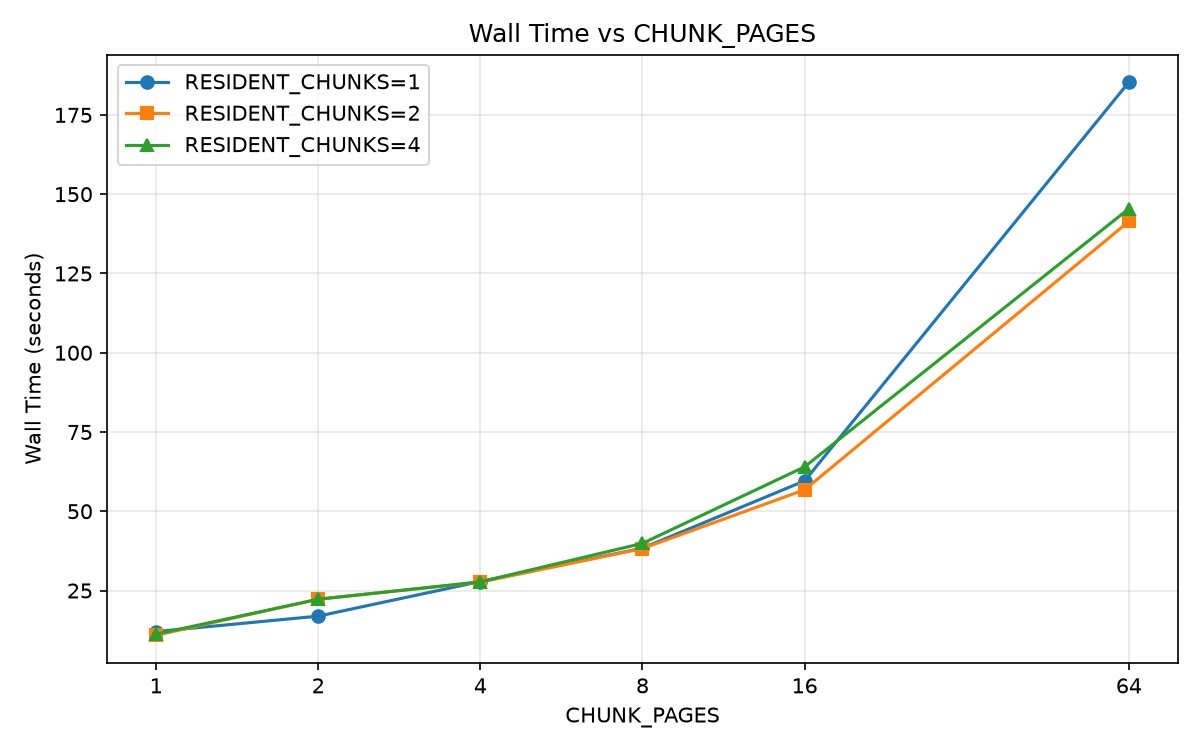 Wall Time vs CHUNK_PAGES
RESIDENT_CHUNKS=1
RESIDENT_CHUNKS=2
RESIDENT_CHUNKS=4
175
150
125
100
75
50
25
Wall Time (seconds)
1 2 4 8 16 64
CHUNK_PAGES